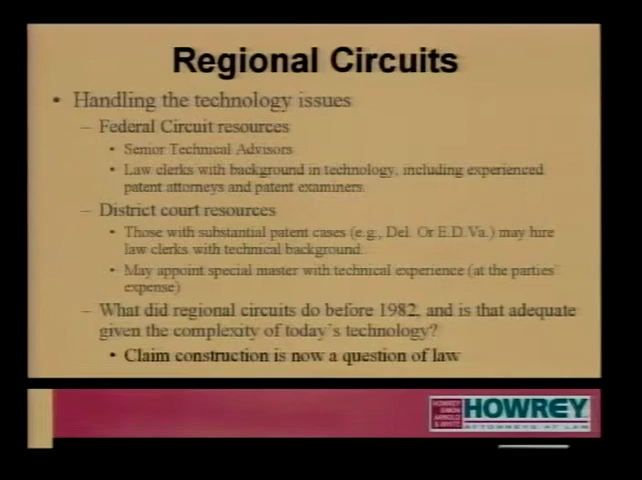 Regional Circuits
• Handling the technology issues
– Federal Circuit resources
• Senior Technical Advisors
• Law clerks with background in technology, including experienced
patent attorneys and patent examiners.
– District court resources
• Those with substantial patent cases (e.g., Del. Or E.D.Va.) may hire
law clerks with technical background
• May appoint special master with technical experience (at the parties'
expense)
– What did regional circuits do before 1982, and is that adequate
given the complexity of today's technology?
• Claim construction is now a question of law
HOWREY
SIMON
ARNOLD
& WHITE
HOWREY
ATTORNEYS AT LAW